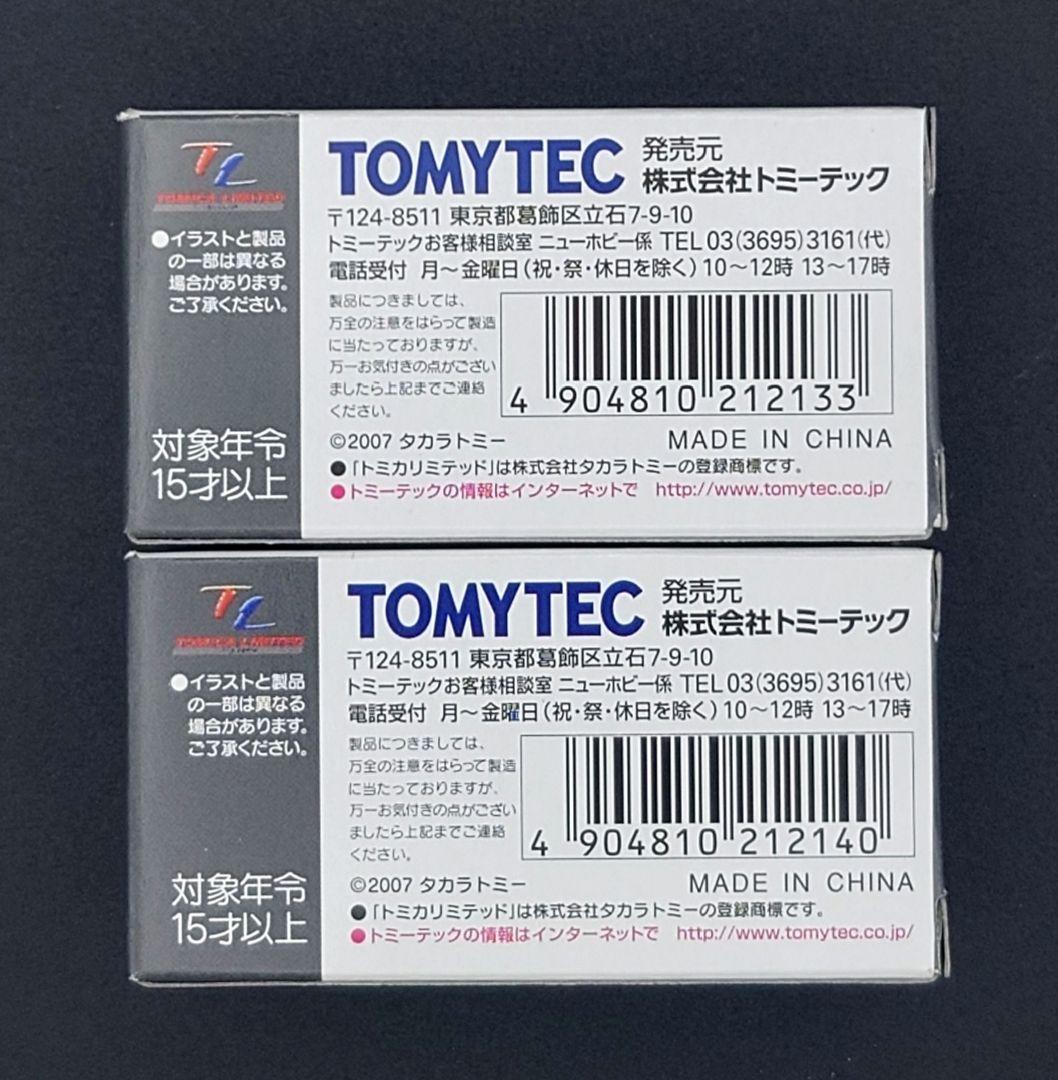 TL
TOMICA LIMITED
●イラストと製品
の一部は異なる
場合があります。
ご了承ください。
対象年令
15才以上
TOMYTEC
発売元
株式会社トミーテック
〒124-8511 東京都葛飾区立石7-9-10
トミーテックお客様相談室 ニューホビー係 TEL 03(3695)3161(代)
電話受付 月～金曜日(祝・祭・休日を除く) 10～12時 13～17時
製品につきましては、
万全の注意をはらって製造
に当たっておりますが、
万一お気付きの点がござい
ましたら上記までご連絡
ください。
4 904810 212133
©2007 タカラトミー
MADE IN CHINA
●「トミカリミテッド」は株式会社タカラトミーの登録商標です。
●トミーテックの情報はインターネットで http://www.tomytec.co.jp/
TL
TOMICA LIMITED
●イラストと製品
の一部は異なる
場合があります。
ご了承ください。
対象年令
15才以上
TOMYTEC
発売元
株式会社トミーテック
〒124-8511 東京都葛飾区立石7-9-10
トミーテックお客様相談室 ニューホビー係 TEL 03(3695)3161(代)
電話受付 月～金曜日(祝・祭・休日を除く) 10～12時 13～17時
製品につきましては、
万全の注意をはらって製造
に当たっておりますが、
万一お気付きの点がござい
ましたら上記までご連絡
ください。
4 904810 212140
©2007 タカラトミー
MADE IN CHINA
●「トミカリミテッド」は株式会社タカラトミーの登録商標です。
●トミーテックの情報はインターネットで http://www.tomytec.co.jp/